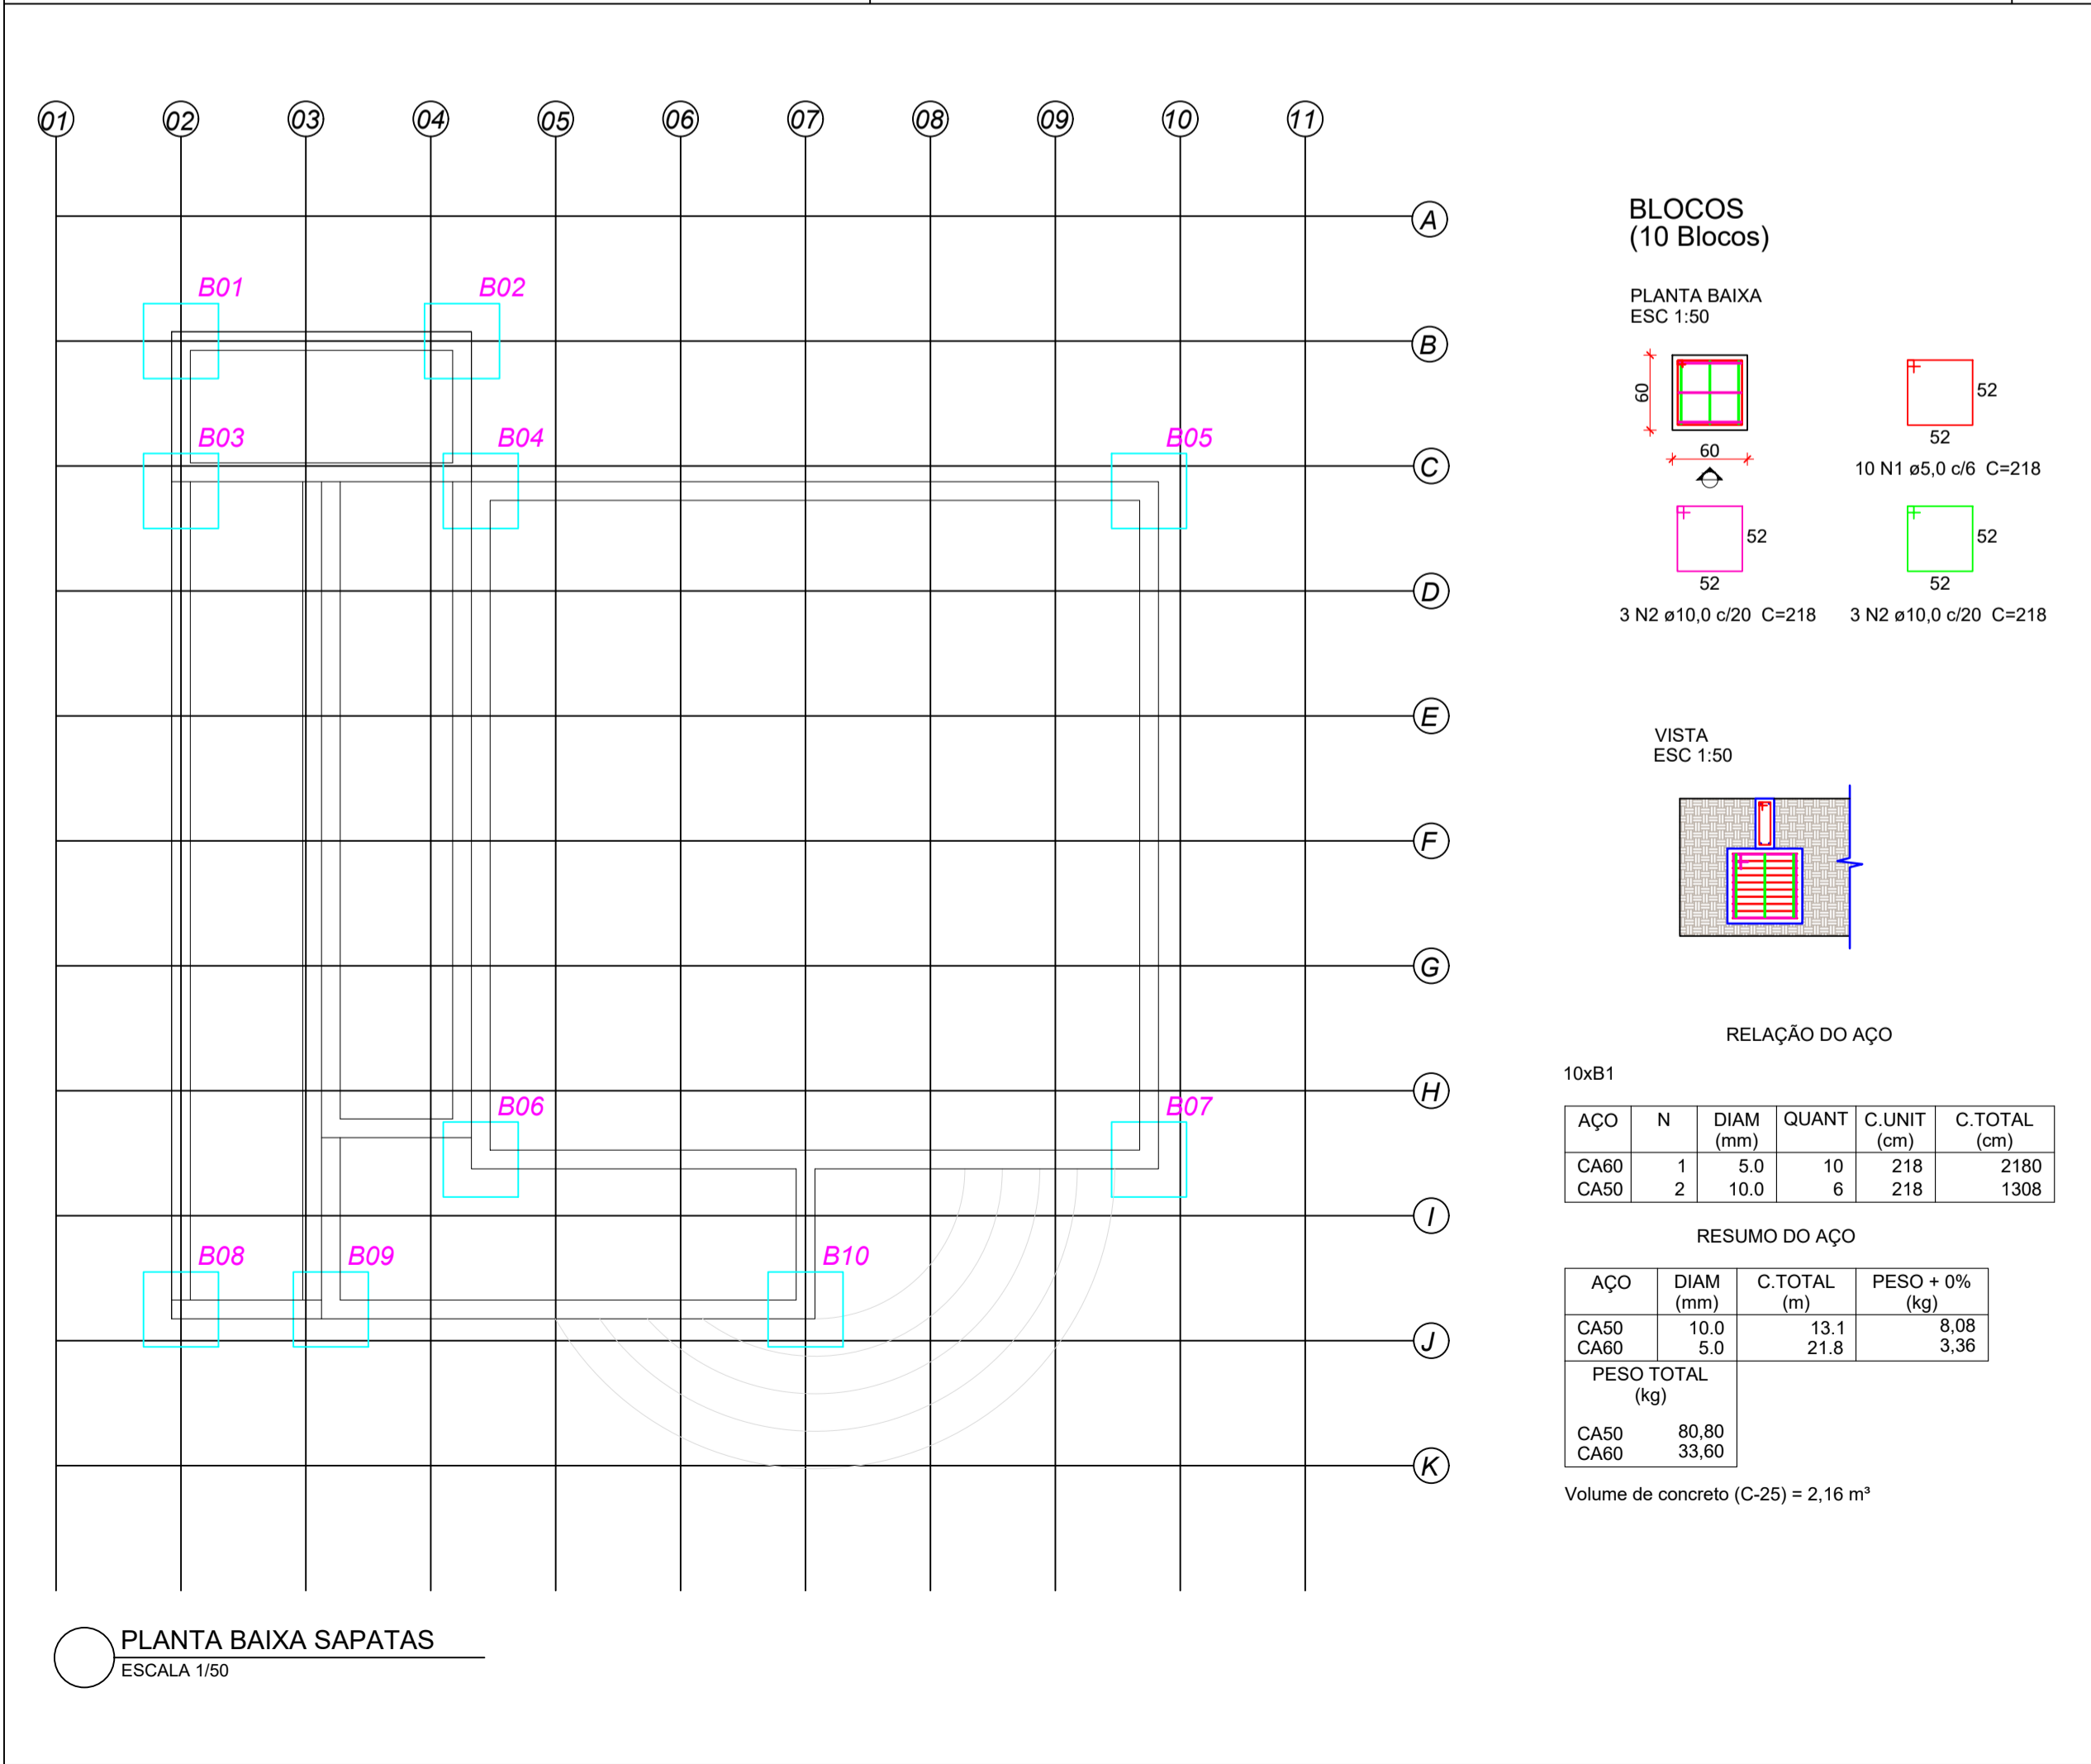 01 02 03 04 05 06 07 08 09 10 11
A
B01 B02
B
B03 B04 B05
C
D
E
F
G
H
B06 B07
I
B08 B09 B10
J
K
PLANTA BAIXA SAPATAS
ESCALA 1/50
BLOCOS
(10 Blocos)
PLANTA BAIXA
ESC 1:50
60
60
52
52
10 N1 ø5,0 c/6 C=218
52
52
3 N2 ø10,0 c/20 C=218
52
52
3 N2 ø10,0 c/20 C=218
VISTA
ESC 1:50
RELAÇÃO DO AÇO
10xB1
AÇO N DIAM QUANT C.UNIT C.TOTAL
(mm) (cm) (cm)
CA60 1 5.0 10 218 2180
CA50 2 10.0 6 218 1308
RESUMO DO AÇO
AÇO DIAM C.TOTAL PESO + 0%
(mm) (m) (kg)
CA50 10.0 13.1 8,08
CA60 5.0 21.8 3,36
PESO TOTAL
(kg)
CA50 80,80
CA60 33,60
Volume de concreto (C-25) = 2,16 m³